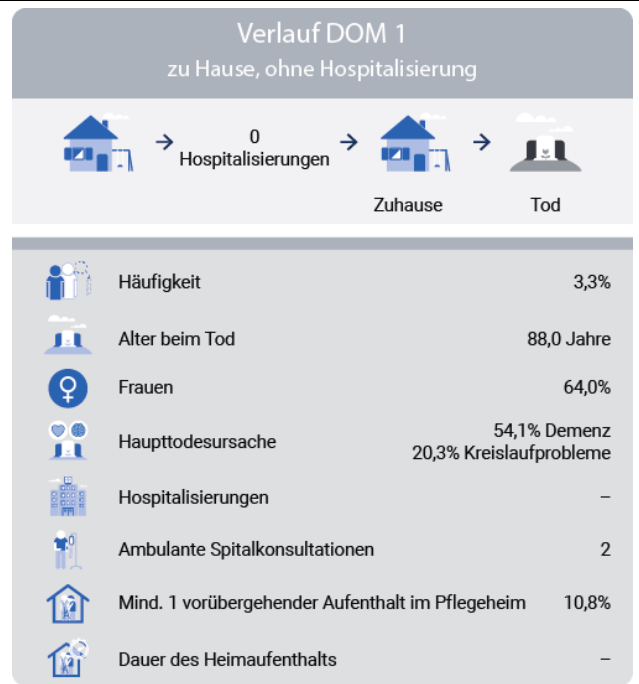 Verlauf DOM 1
zu Hause, ohne Hospitalisierung
0
Hospitalisierungen
Zuhause
Tod
Häufigkeit 3,3%
Alter beim Tod 88,0 Jahre
Frauen 64,0%
Haupttodesursache 54,1% Demenz
20,3% Kreislaufprobleme
Hospitalisierungen –
Ambulante Spitalkonsultationen 2
Mind. 1 vorübergehender Aufenthalt im Pflegeheim 10,8%
Dauer des Heimaufenthalts –